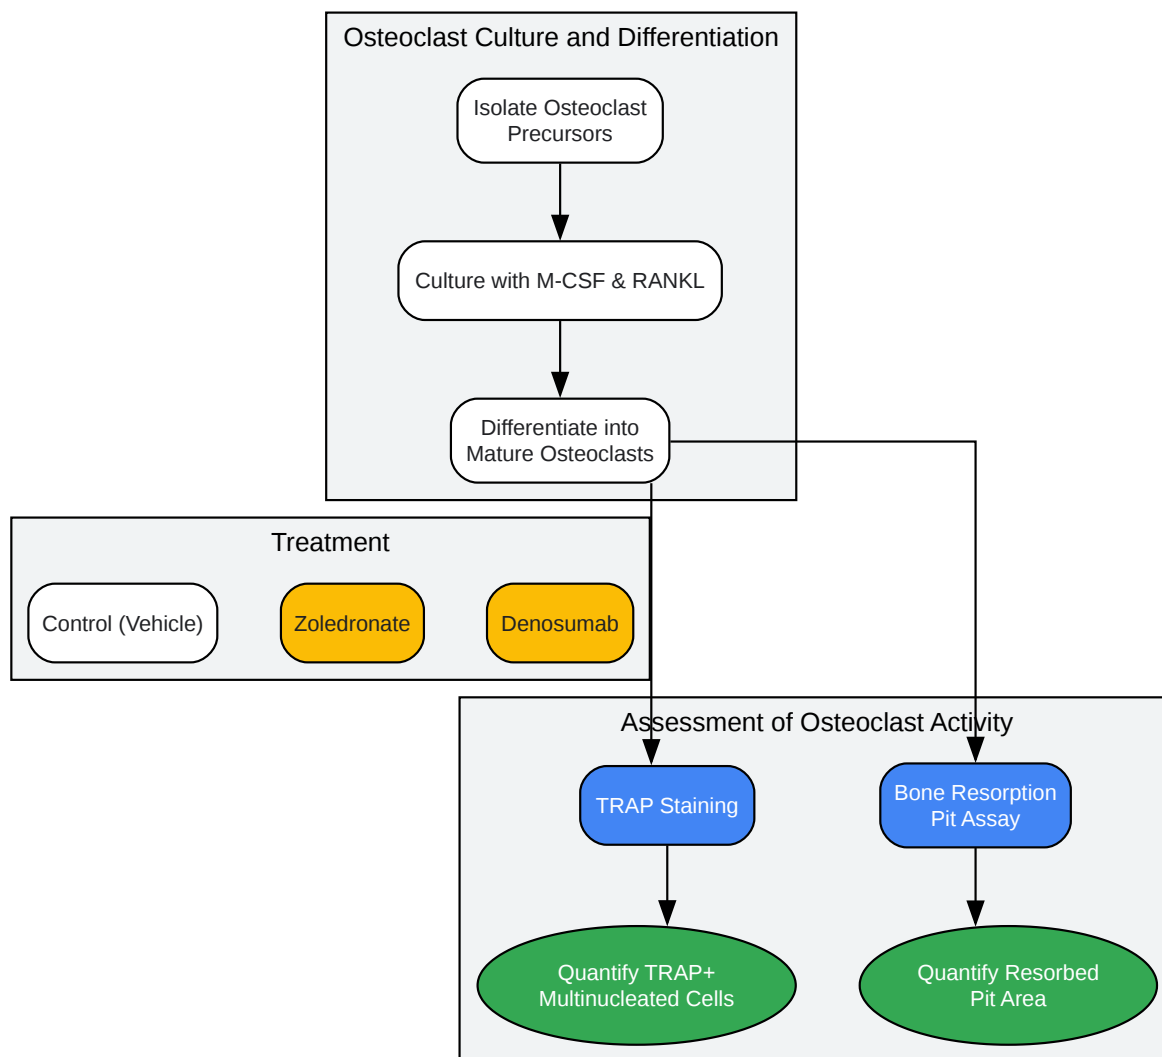 Osteoclast Culture and Differentiation
Isolate Osteoclast
Precursors
Culture with M-CSF & RANKL
Differentiate into
Mature Osteoclasts
Treatment
Control (Vehicle)
Zoledronate
Denosumab
Assessment of Osteoclast Activity
TRAP Staining
Bone Resorption
Pit Assay
Quantify TRAP+
Multinucleated Cells
Quantify Resorbed
Pit Area